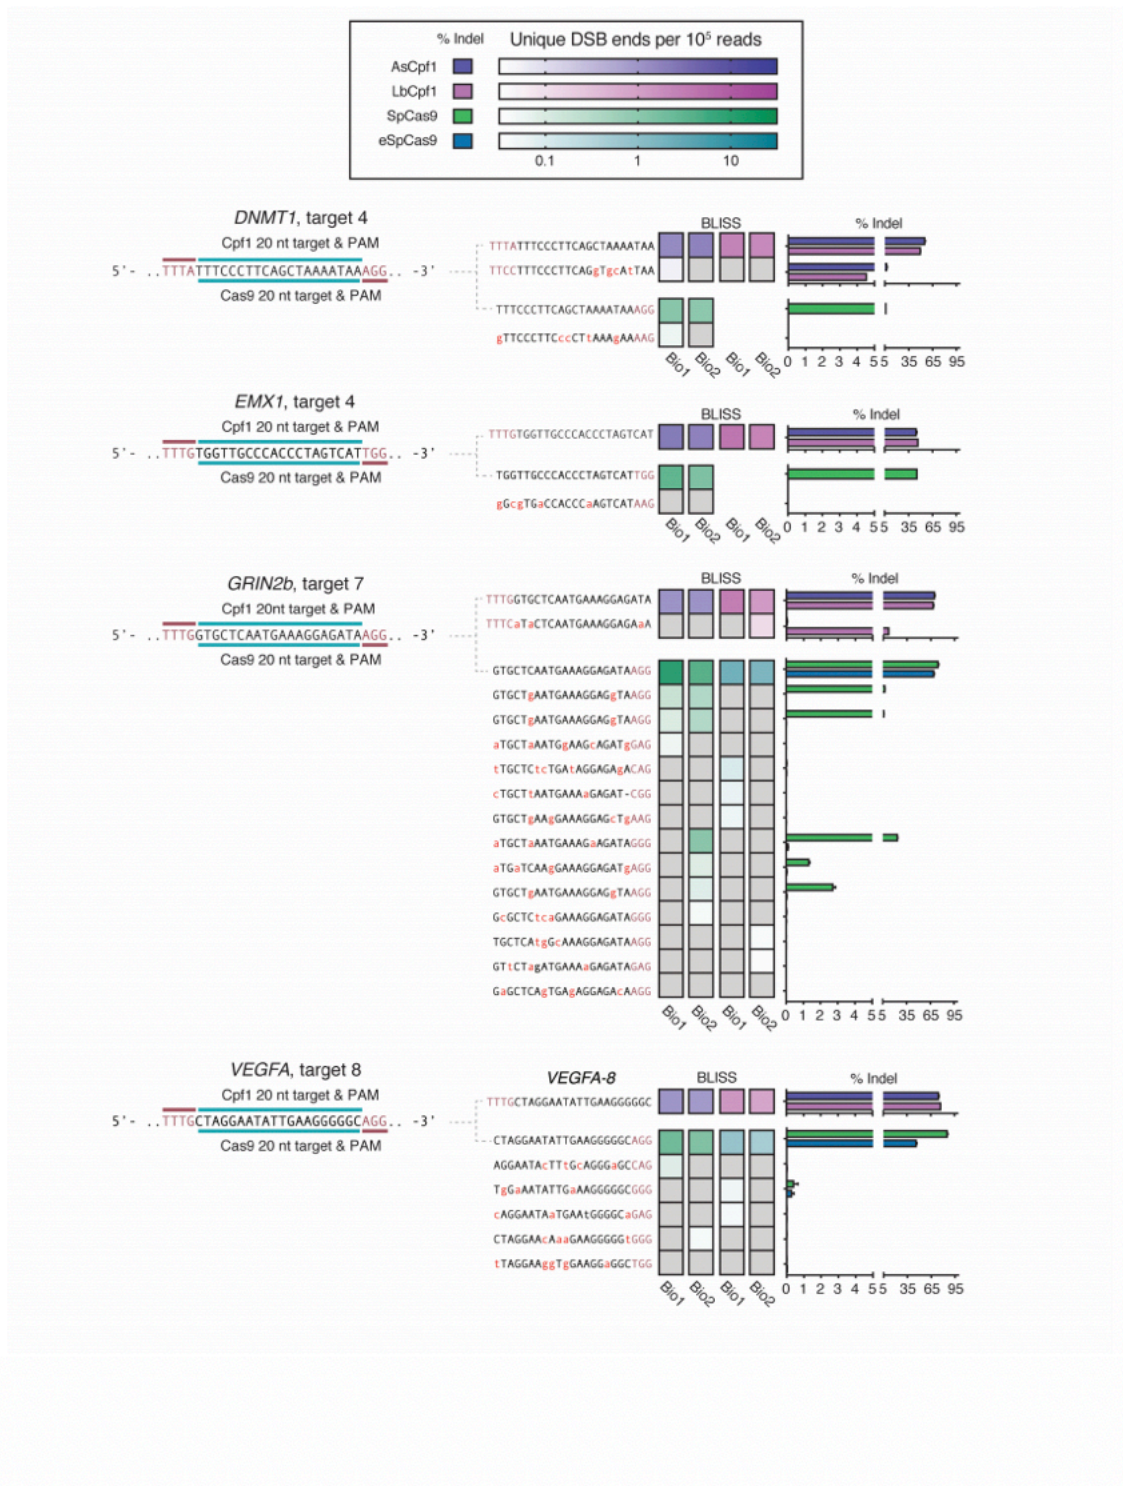 % Indel Unique DSB ends per 10⁵ reads
AsCpf1
LbCpf1
SpCas9
eSpCas9
0.1 1 10
DNMT1, target 4
Cpf1 20 nt target & PAM
5'- ..TTTATTTCCCTTCAGCTAAAATAAAGG.. -3'
Cas9 20 nt target & PAM
BLISS % Indel
TTTATTTCCCTTCAGCTAAAATAA
TTCCTTTCCCTTCAGgTgcAtTAA
TTTCCCTTCAGCTAAAATAAAGG
gTTCCCTTCccCTtAAAgAAAAG
Bio1 Bio2 Bio1 Bio2
0 1 2 3 4 5 5 35 65 95
EMX1, target 4
Cpf1 20 nt target & PAM
5'- ..TTTGTGGTTGCCCACCCTAGTCATTGG.. -3'
Cas9 20 nt target & PAM
BLISS % Indel
TTTGTGGTTGCCCACCCTAGTCAT
TGGTTGCCCACCCTAGTCATTGG
gGcgTGaCCACCCaAGTCATAAG
Bio1 Bio2 Bio1 Bio2
0 1 2 3 4 5 5 35 65 95
GRIN2b, target 7
Cpf1 20nt target & PAM
5'- ..TTTGGTGCTCAATGAAAGGAGATAAGG.. -3'
Cas9 20 nt target & PAM
BLISS % Indel
TTTGGTGCTCAATGAAAGGAGATA
TTTCaTaCTCAATGAAAGGAGAaA
GTGCTCAATGAAAGGAGATAAGG
GTGCTgAATGAAAGGAGgTAAGG
GTGCTgAATGAAAGGAGgTAAGG
aTGCTaAATGgAAGcAGATgGAG
tTGCTCtcTGAtAGGAGAgACAG
cTGCTtAATGAAAaGAGAT-CGG
GTGCTgAAgGAAAGGAGcTgAAG
aTGCTaAATGAAAGaAGATAGGG
aTGaTCAAgGAAAGGAGATgAGG
GTGCTgAATGAAAGGAGgTAAGG
GcGCTCtcaGAAAGGAGATAGGG
TGCTCAtgGcAAAGGAGATAAGG
GTtCTagATGAAAaGAGATAGAG
GaGCTCAgTGAgAGGAGAcAAGG
Bio1 Bio2 Bio1 Bio2
0 1 2 3 4 5 5 35 65 95
VEGFA, target 8
Cpf1 20 nt target & PAM
5'- ..TTTGCTAGGAATATTGAAGGGGGCAGG.. -3'
Cas9 20 nt target & PAM
VEGFA-8 BLISS % Indel
TTTGCTAGGAATATTGAAGGGGGC
CTAGGAATATTGAAGGGGGCAGG
AGGAATAcTTtGcAGGGaGCCAG
TgGaAATATTGaAAGGGGGCGGG
cAGGAATAaTGAAtGGGGCaGAG
CTAGGAAcAaaGAAGGGGGtGGG
tTAGGAAggTgGAAGGaGGCTGG
Bio1 Bio2 Bio1 Bio2
0 1 2 3 4 5 5 35 65 95